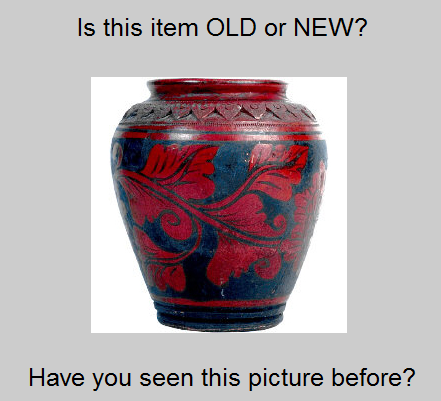 Is this item OLD or NEW?
Have you seen this picture before?